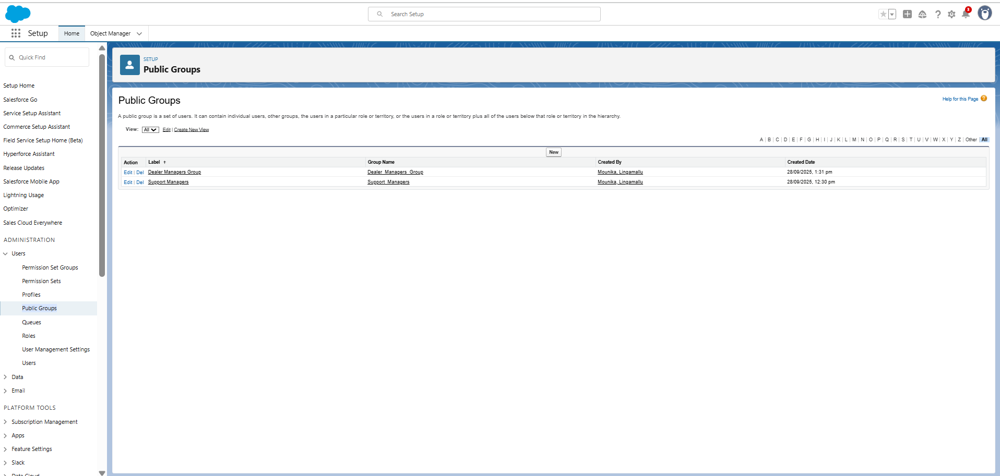 Search Setup
3
Setup
Home
Object Manager
Quick Find
Setup Home
Salesforce Go
Service Setup Assistant
Commerce Setup Assistant
Field Service Setup Home (Beta)
Hyperforce Assistant
Release Updates
Salesforce Mobile App
Lightning Usage
Optimizer
Sales Cloud Everywhere
ADMINISTRATION
Users
Permission Set Groups
Permission Sets
Profiles
Public Groups
Queues
Roles
User Management Settings
Users
Data
Email
PLATFORM TOOLS
Subscription Management
Apps
Feature Settings
Slack
Data Cloud
SETUP
Public Groups
Public Groups
Help for this Page ?
A public group is a set of users. It can contain individual users, other groups, the users in a particular role or territory, or the users in a role or territory plus all of the users below that role or territory in the hierarchy.
View: All Edit | Create New View
A | B | C | D | E | F | G | H | I | J | K | L | M | N | O | P | Q | R | S | T | U | V | W | X | Y | Z | Other All
New
Action Label ↑ Group Name Created By Created Date
Edit | Del Dealer Managers Group Dealer_Managers_Group Mounika, Lingamallu 28/09/2025, 1:31 pm
Edit | Del Support Managers Support_Managers Mounika, Lingamallu 28/09/2025, 12:30 pm